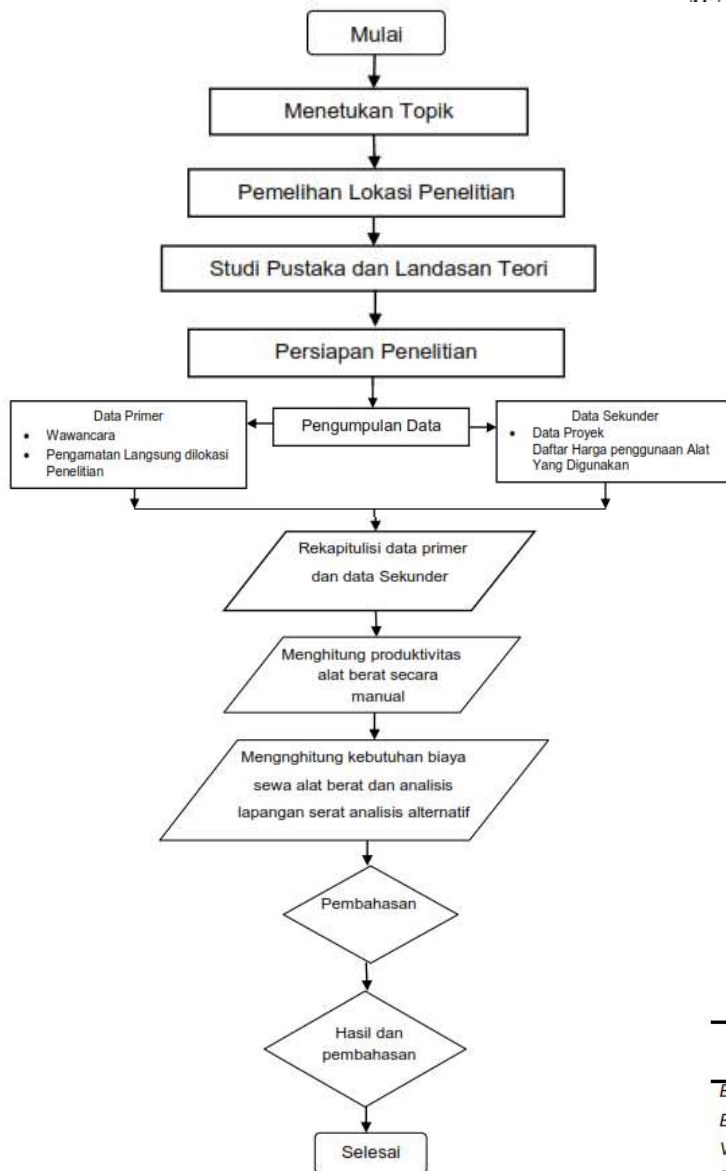 Mulai
Menetukan Topik
Pemelihan Lokasi Penelitian
Studi Pustaka dan Landasan Teori
Persiapan Penelitian
Data Primer
• Wawancara
• Pengamatan Langsung dilokasi
Penelitian
Pengumpulan Data
Data Sekunder
• Data Proyek
Daftar Harga penggunaan Alat
Yang Digunakan
Rekapitulisi data primer
dan data Sekunder
Menghitung produktivitas
alat berat secara
manual
Mengnghitung kebutuhan biaya
sewa alat berat dan analisis
lapangan serat analisis alternatif
Pembahasan
Hasil dan
pembahasan
Selesai